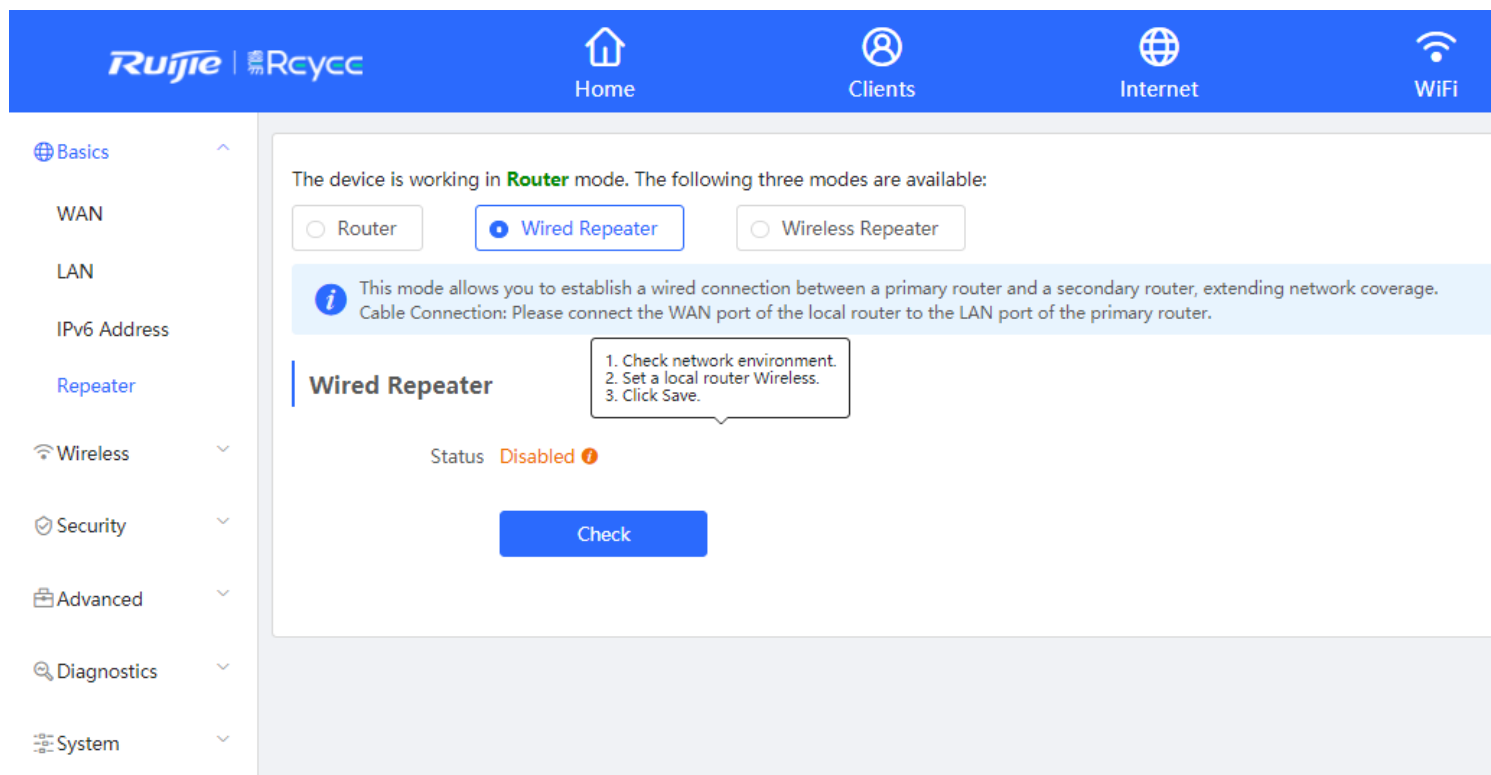 Ruijie | 睿易 Reyee
Home
Clients
Internet
WiFi
Basics
WAN
LAN
IPv6 Address
Repeater
Wireless
Security
Advanced
Diagnostics
System
The device is working in Router mode. The following three modes are available:
Router
Wired Repeater
Wireless Repeater
This mode allows you to establish a wired connection between a primary router and a secondary router, extending network coverage.
Cable Connection: Please connect the WAN port of the local router to the LAN port of the primary router.
1. Check network environment.
2. Set a local router Wireless.
3. Click Save.
Wired Repeater
Status Disabled
Check